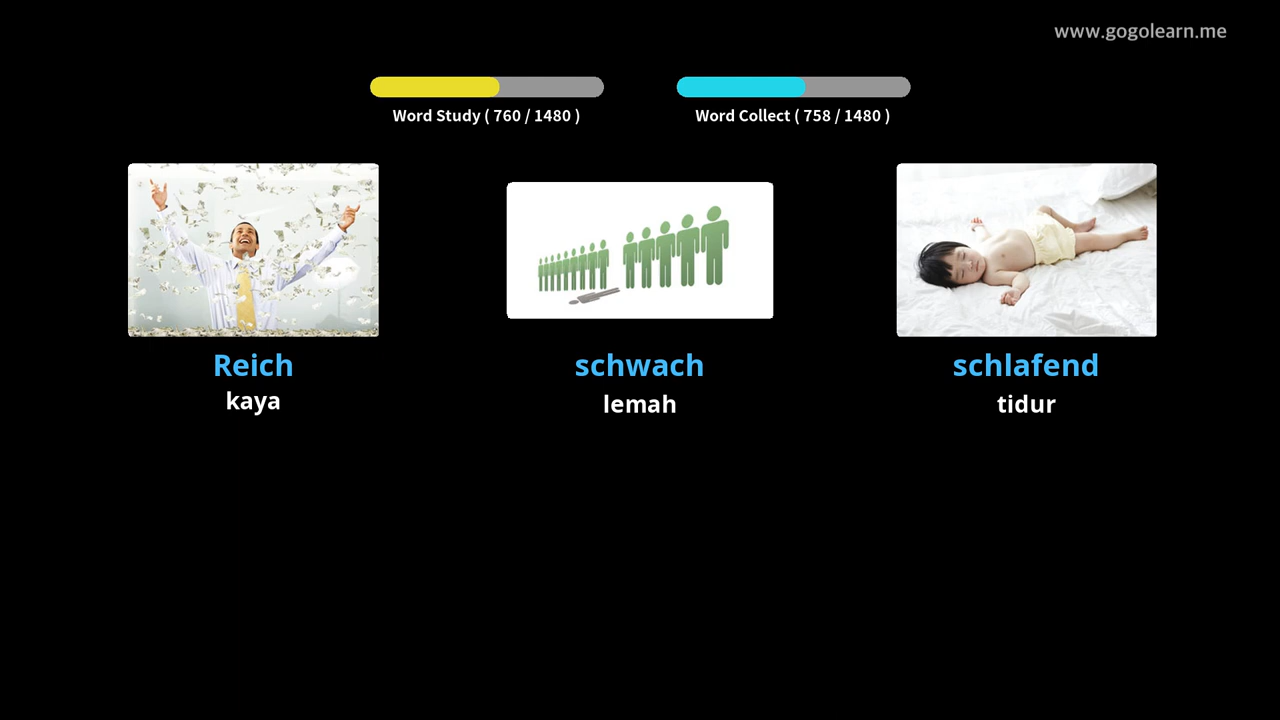 www.gogolearn.me
Word Study ( 760 / 1480 )
Word Collect ( 758 / 1480 )
Reich
kaya
schwach
lemah
schlafend
tidur